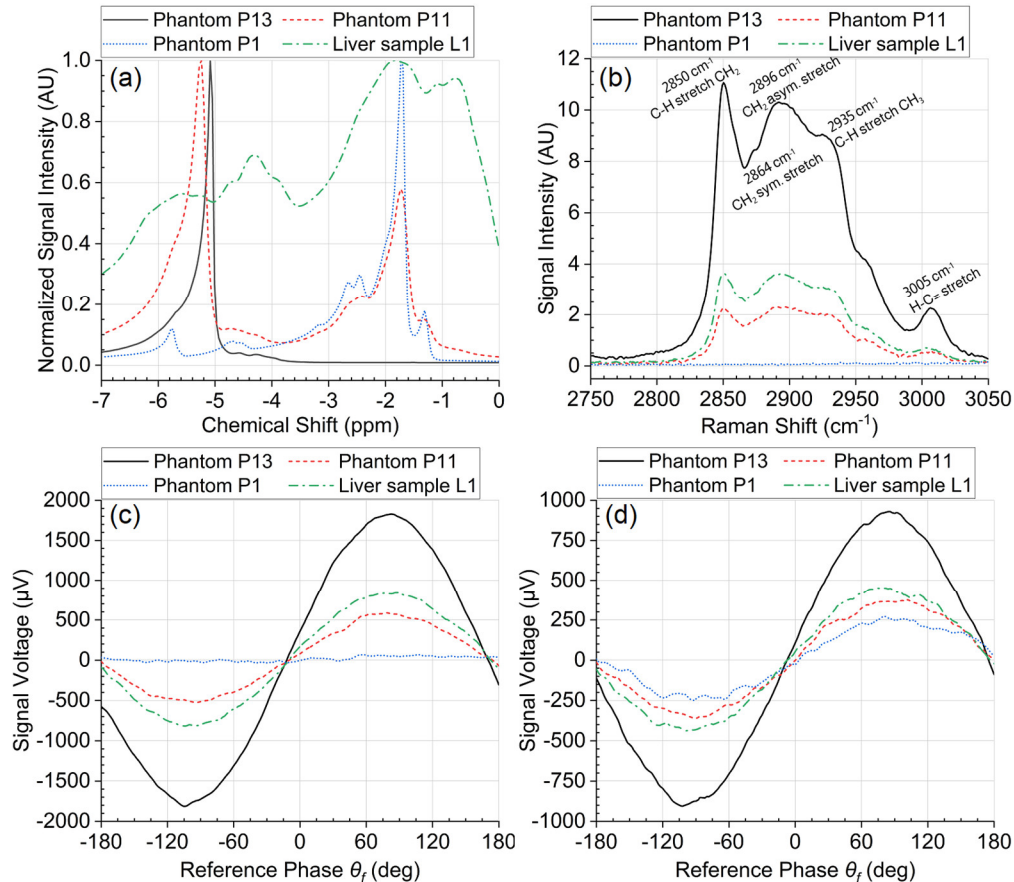 Phantom P13 Phantom P11
Phantom P1 Liver sample L1
(a)
Normalized Signal Intensity (AU)
1.0
0.8
0.6
0.4
0.2
0.0
-7 -6 -5 -4 -3 -2 -1 0
Chemical Shift (ppm)
Phantom P13 Phantom P11
Phantom P1 Liver sample L1
(b)
Signal Intensity (AU)
12
10
8
6
4
2
0
2850 cm⁻¹
C-H stretch CH₂
2896 cm⁻¹
CH₂ asym. stretch
2935 cm⁻¹
C-H stretch CH₃
2864 cm⁻¹
CH₂ sym. stretch
3005 cm⁻¹
H-C= stretch
2750 2800 2850 2900 2950 3000 3050
Raman Shift (cm⁻¹)
Phantom P13 Phantom P11
Phantom P1 Liver sample L1
(c)
Signal Voltage (µV)
2000
1500
1000
500
0
-500
-1000
-1500
-2000
-180 -120 -60 0 60 120 180
Reference Phase θf (deg)
Phantom P13 Phantom P11
Phantom P1 Liver sample L1
(d)
Signal Voltage (µV)
1000
750
500
250
0
-250
-500
-750
-1000
-180 -120 -60 0 60 120 180
Reference Phase θf (deg)